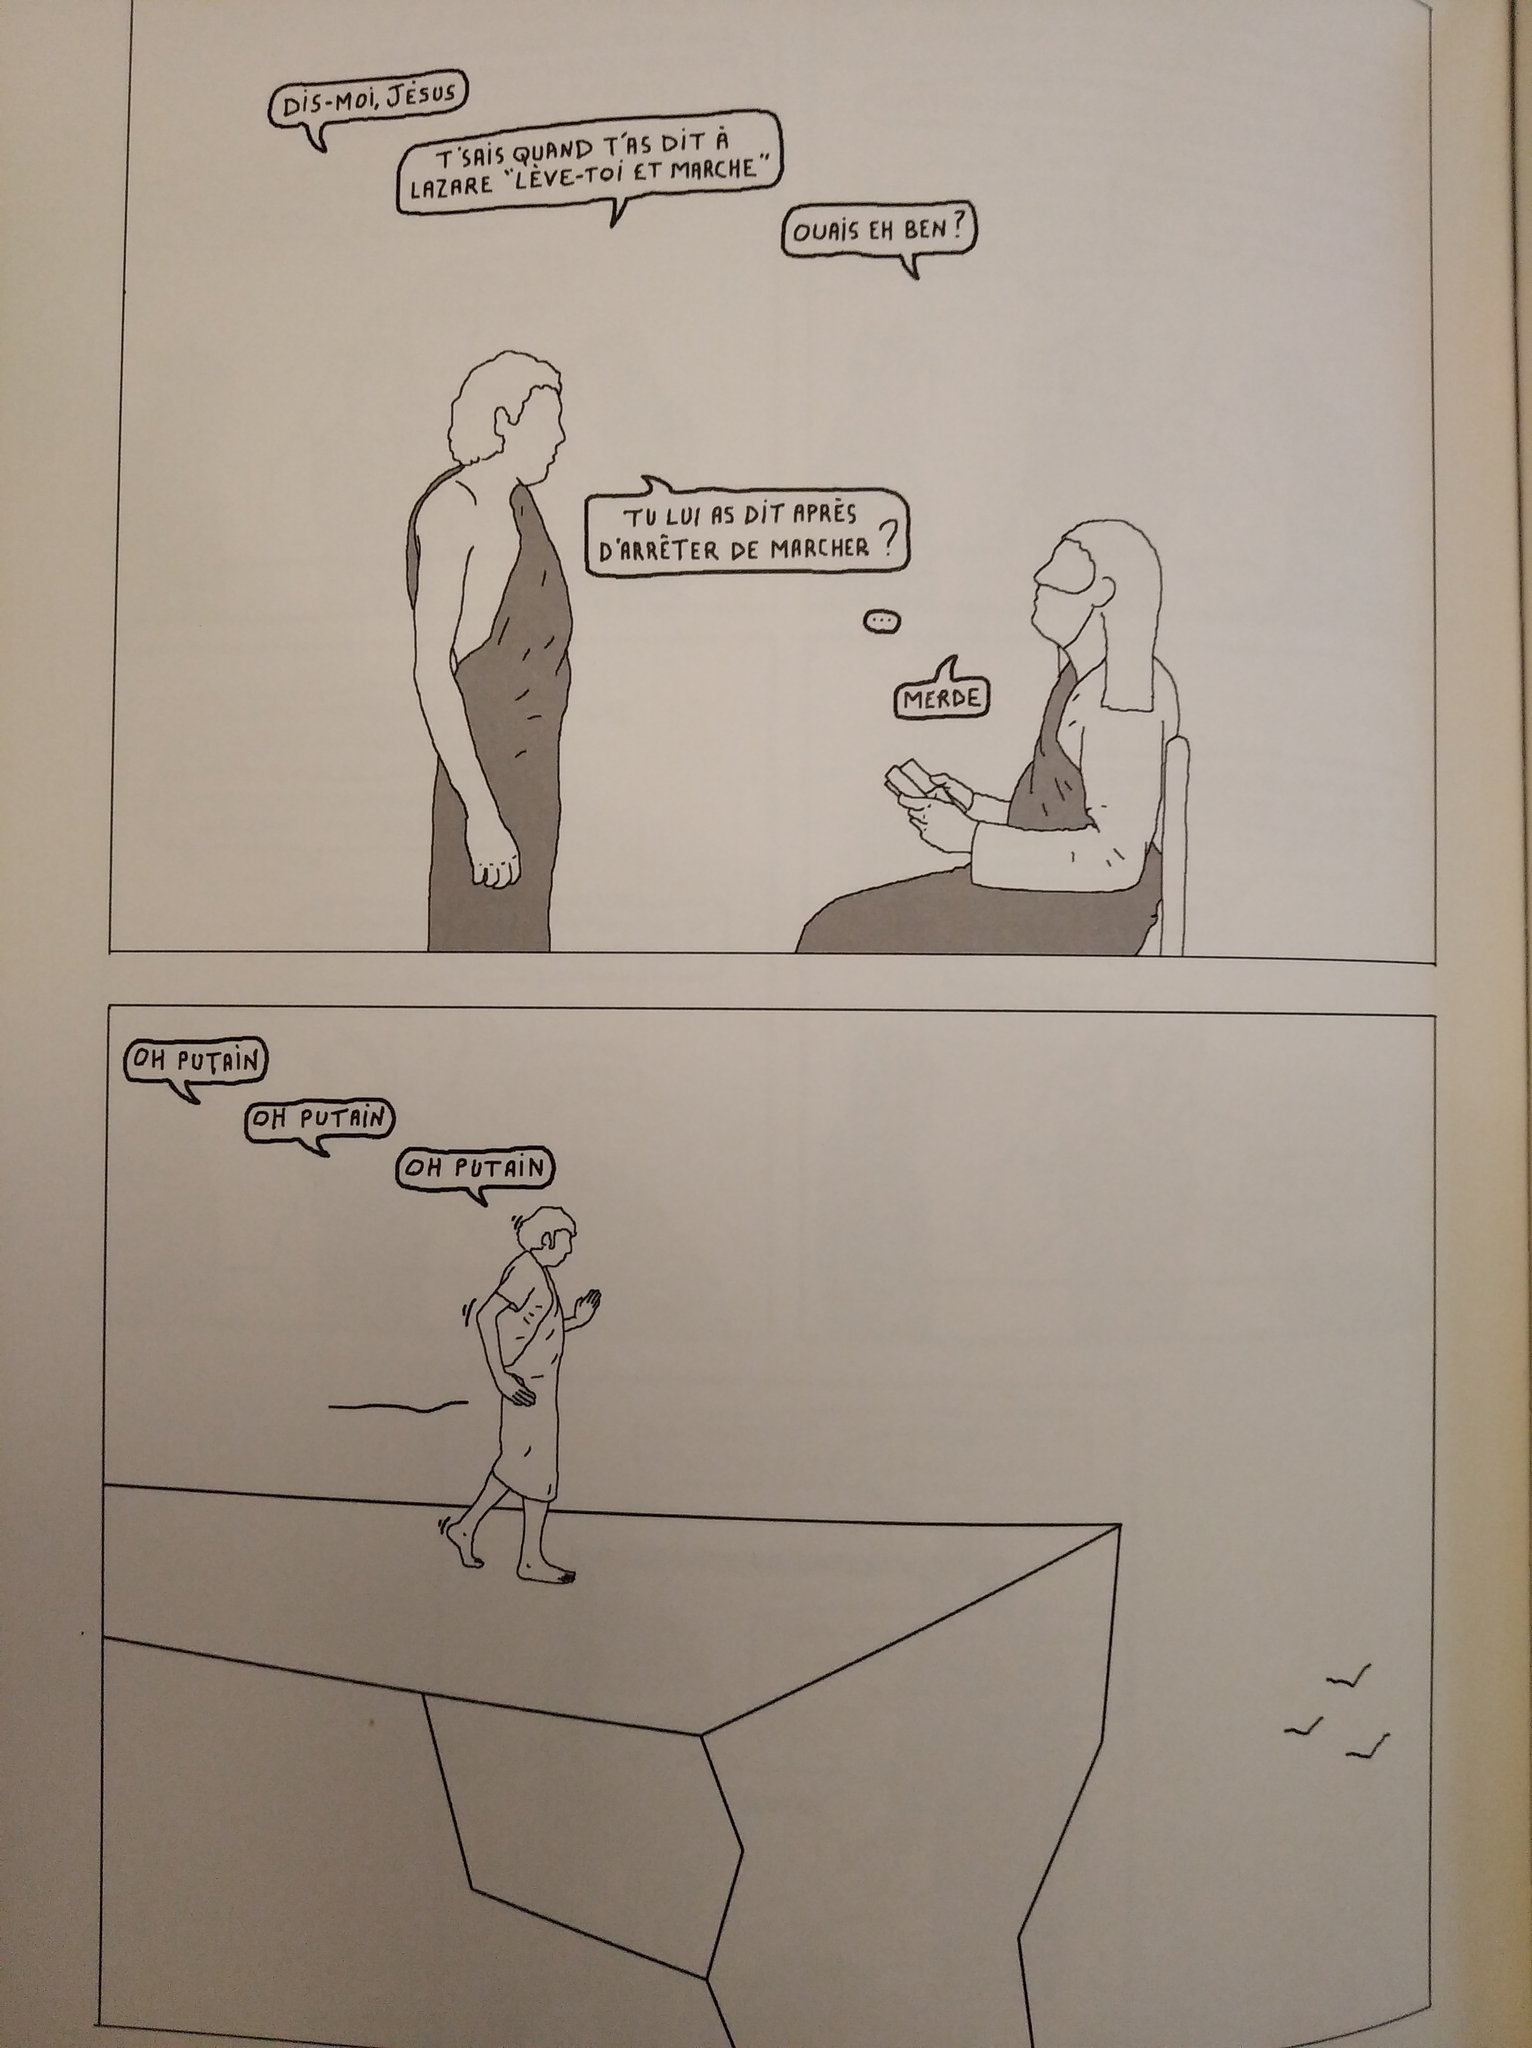 DIS-MOI, JÉSUS
T'SAIS QUAND T'AS DIT À
LAZARE "LÈVE-TOI ET MARCHE"
OUAIS EH BEN ?
TU LUI AS DIT APRÈS
D'ARRÊTER DE MARCHER ?
...
MERDE
OH PUTAIN
OH PUTAIN
OH PUTAIN